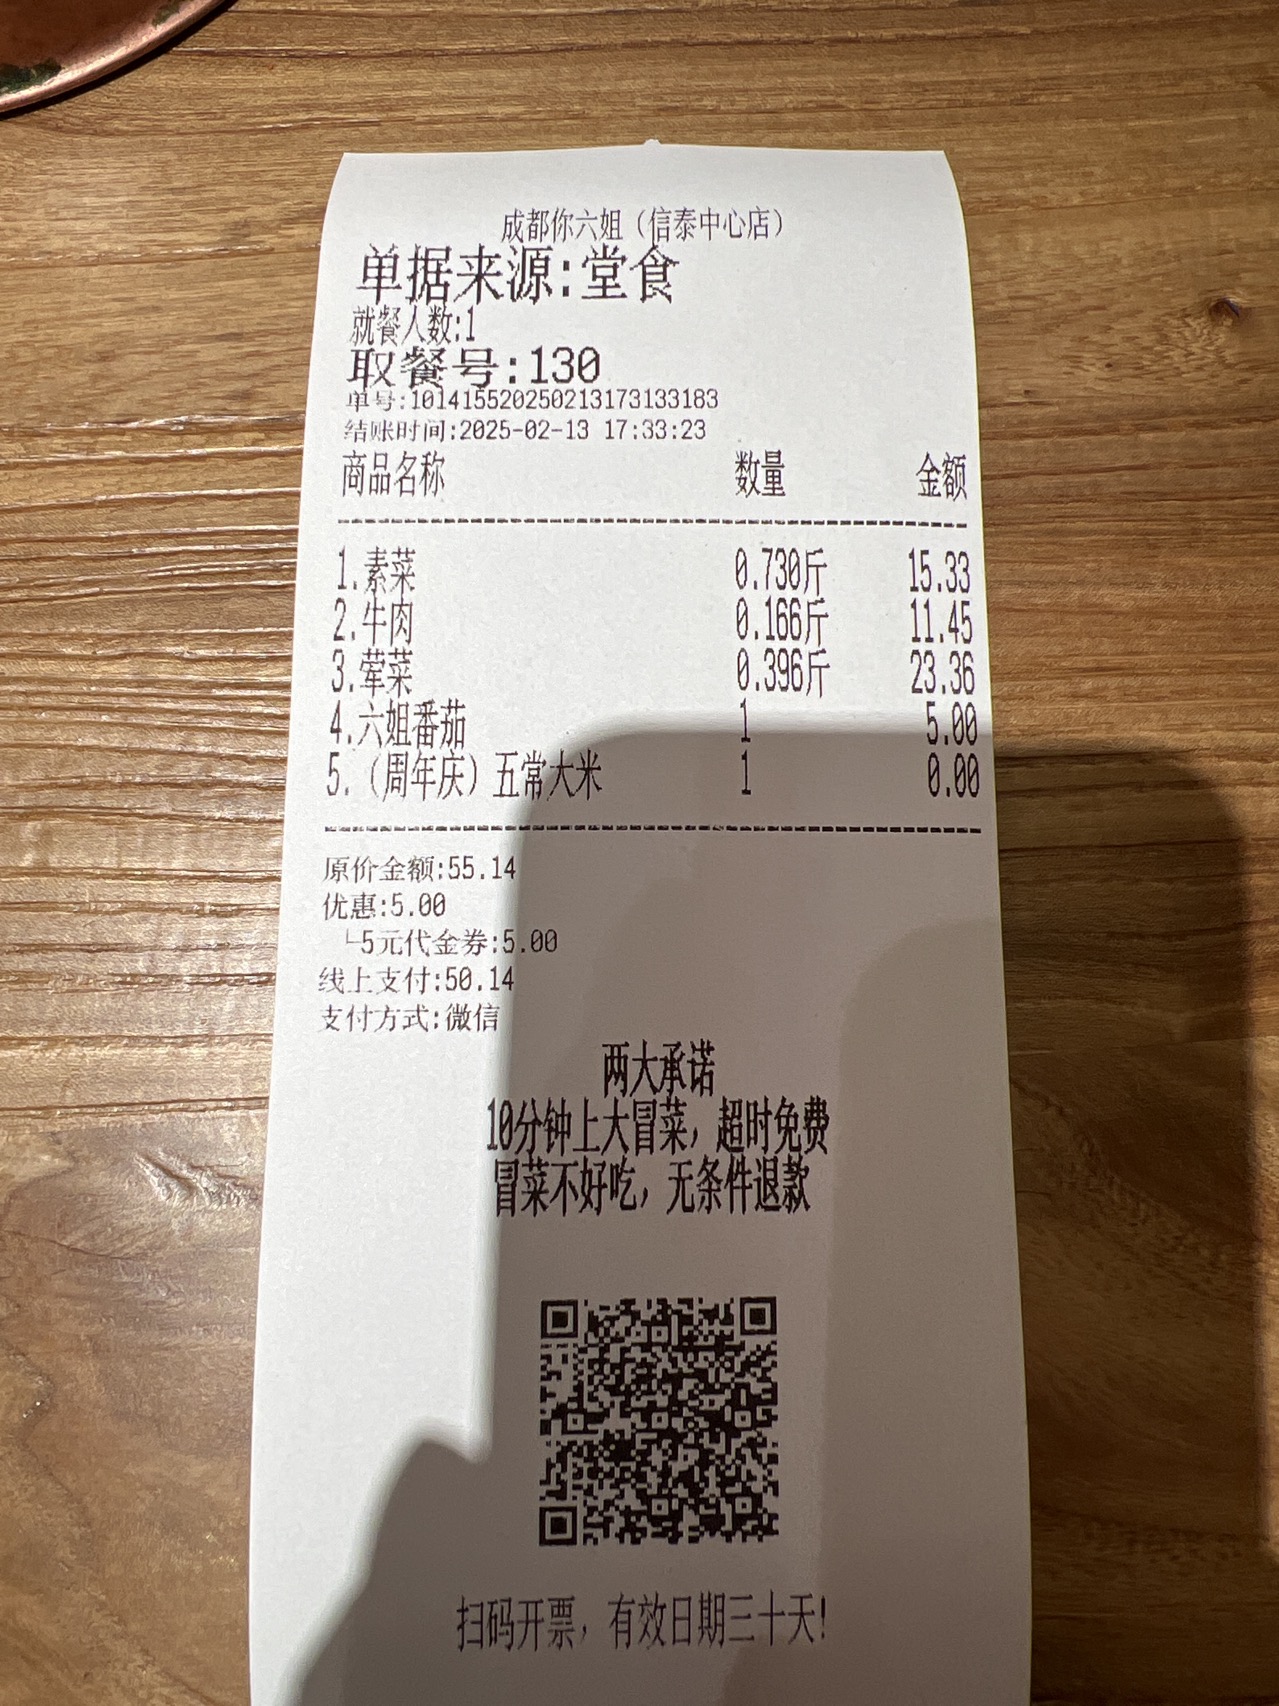 成都你六姐（信泰中心店）
单据来源:堂食
就餐人数:1
取餐号:130
单号:101415520250213173133183
结账时间:2025-02-13 17:33:23
商品名称 数量 金额
1.素菜 0.730斤 15.33
2.牛肉 0.166斤 11.45
3.荤菜 0.396斤 23.36
4.六姐番茄 1 5.00
5.（周年庆）五常大米 1 0.00
原价金额:55.14
优惠:5.00
└5元代金券:5.00
线上支付:50.14
支付方式:微信
两大承诺
10分钟上大冒菜，超时免费
冒菜不好吃，无条件退款
扫码开票，有效日期三十天!